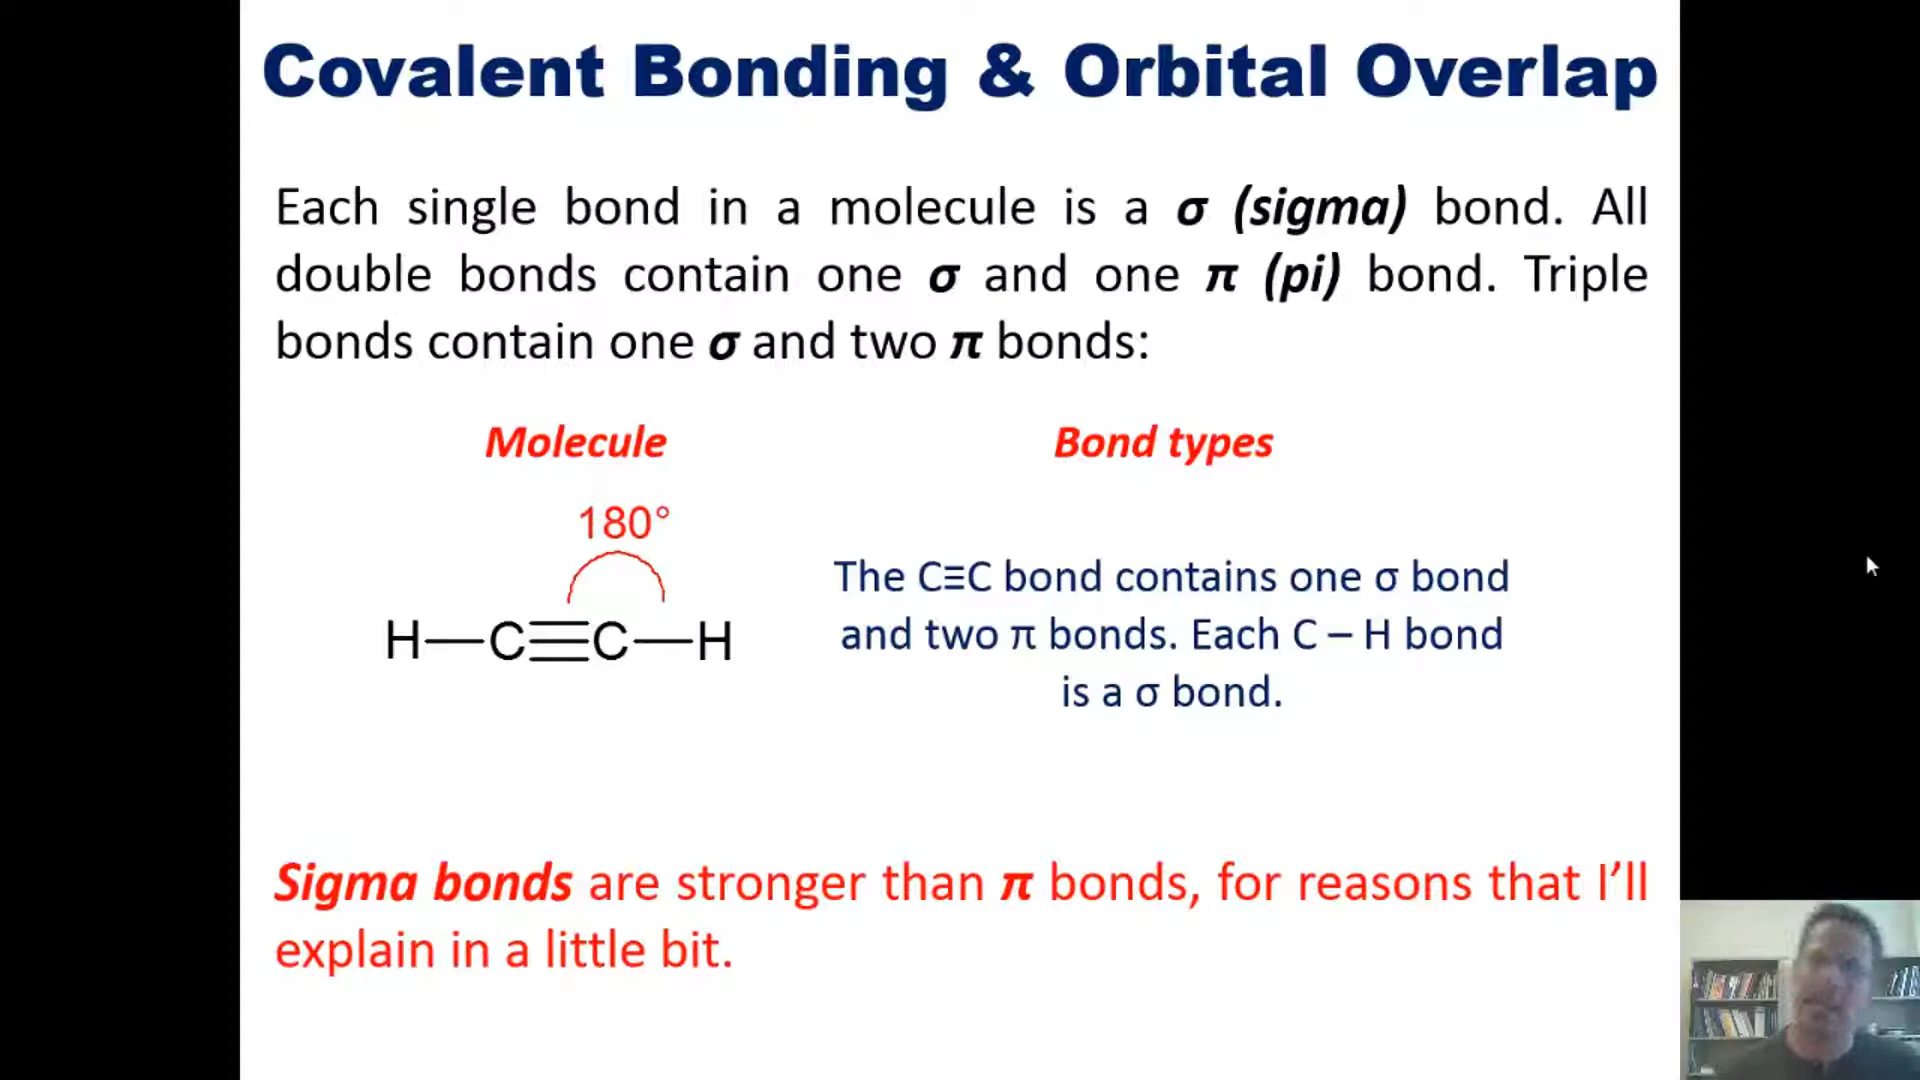 Covalent Bonding & Orbital Overlap
Each single bond in a molecule is a σ (sigma) bond. All
double bonds contain one σ and one π (pi) bond. Triple
bonds contain one σ and two π bonds:
Molecule
Bond types
180°
H—C≡C—H
The C≡C bond contains one σ bond
and two π bonds. Each C – H bond
is a σ bond.
Sigma bonds are stronger than π bonds, for reasons that I’ll
explain in a little bit.